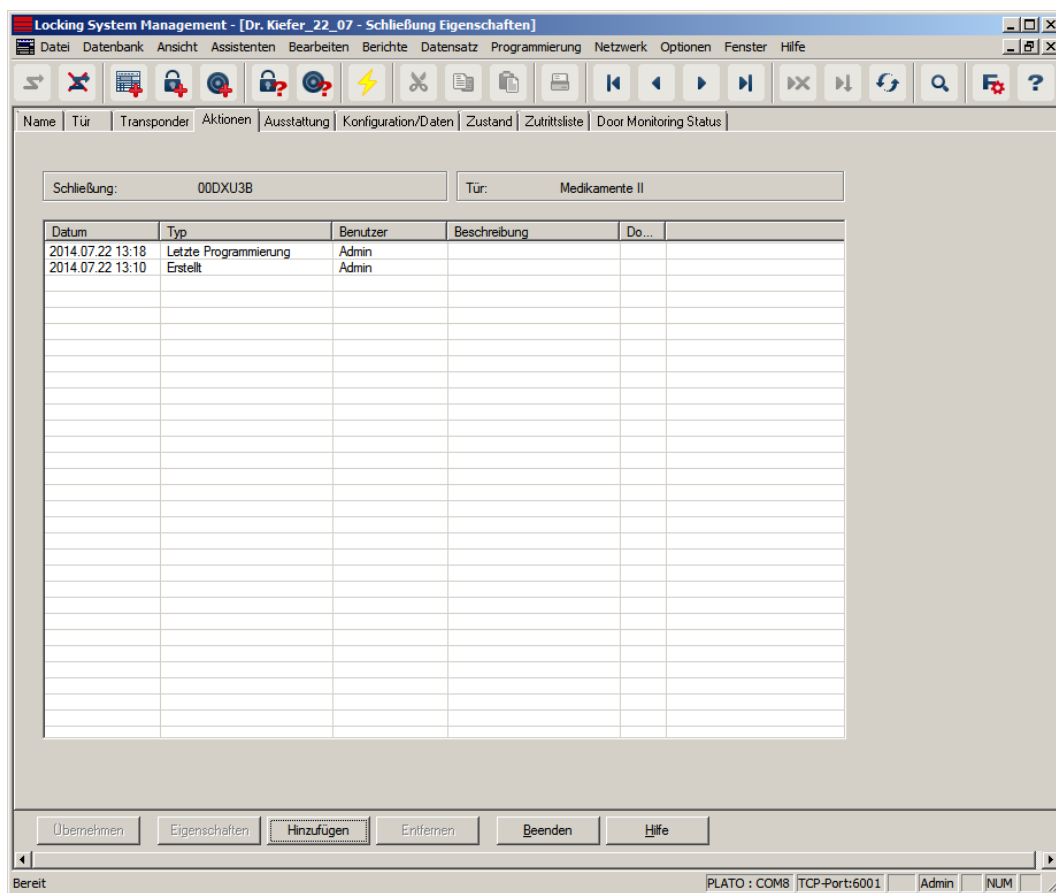 Locking System Management - [Dr. Kiefer_22_07 - Schließung Eigenschaften]
Datei Datenbank Ansicht Assistenten Bearbeiten Berichte Datensatz Programmierung Netzwerk Optionen Fenster Hilfe
Name Tür Transponder Aktionen Ausstattung Konfiguration/Daten Zustand Zutrittsliste Door Monitoring Status
Schließung: 00DXU3B Tür: Medikamente II
Datum Typ Benutzer Beschreibung Do...
2014.07.22 13:18 Letzte Programmierung Admin
2014.07.22 13:10 Erstellt Admin
Übernehmen Eigenschaften Hinzufügen Entfernen Beenden Hilfe
Bereit PLATO : COM8 TCP-Port:6001 Admin NUM